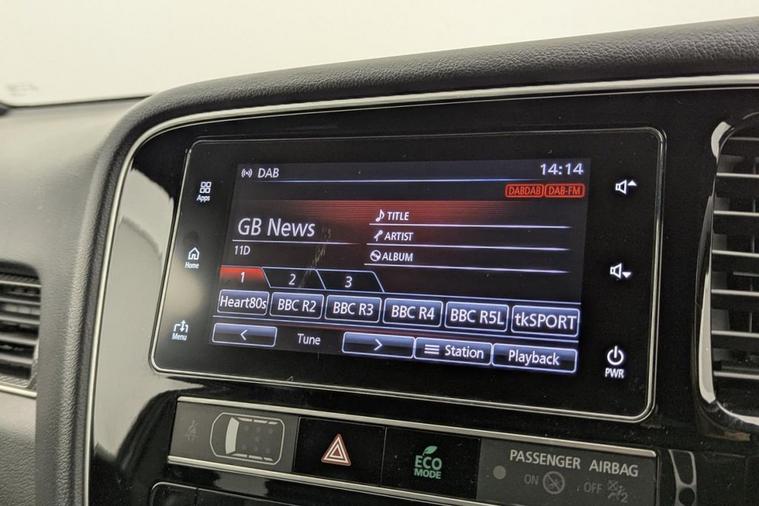 DAB 14:14
DABDAB DAB-FM
Apps
GB News
TITLE
ARTIST
11D
ALBUM
Home
1 2 3
Heart80s BBC R2 BBC R3 BBC R4 BBC R5L tkSPORT
Menu
< Tune > Station Playback
PWR
ECO
MODE
PASSENGER AIRBAG
ON OFF